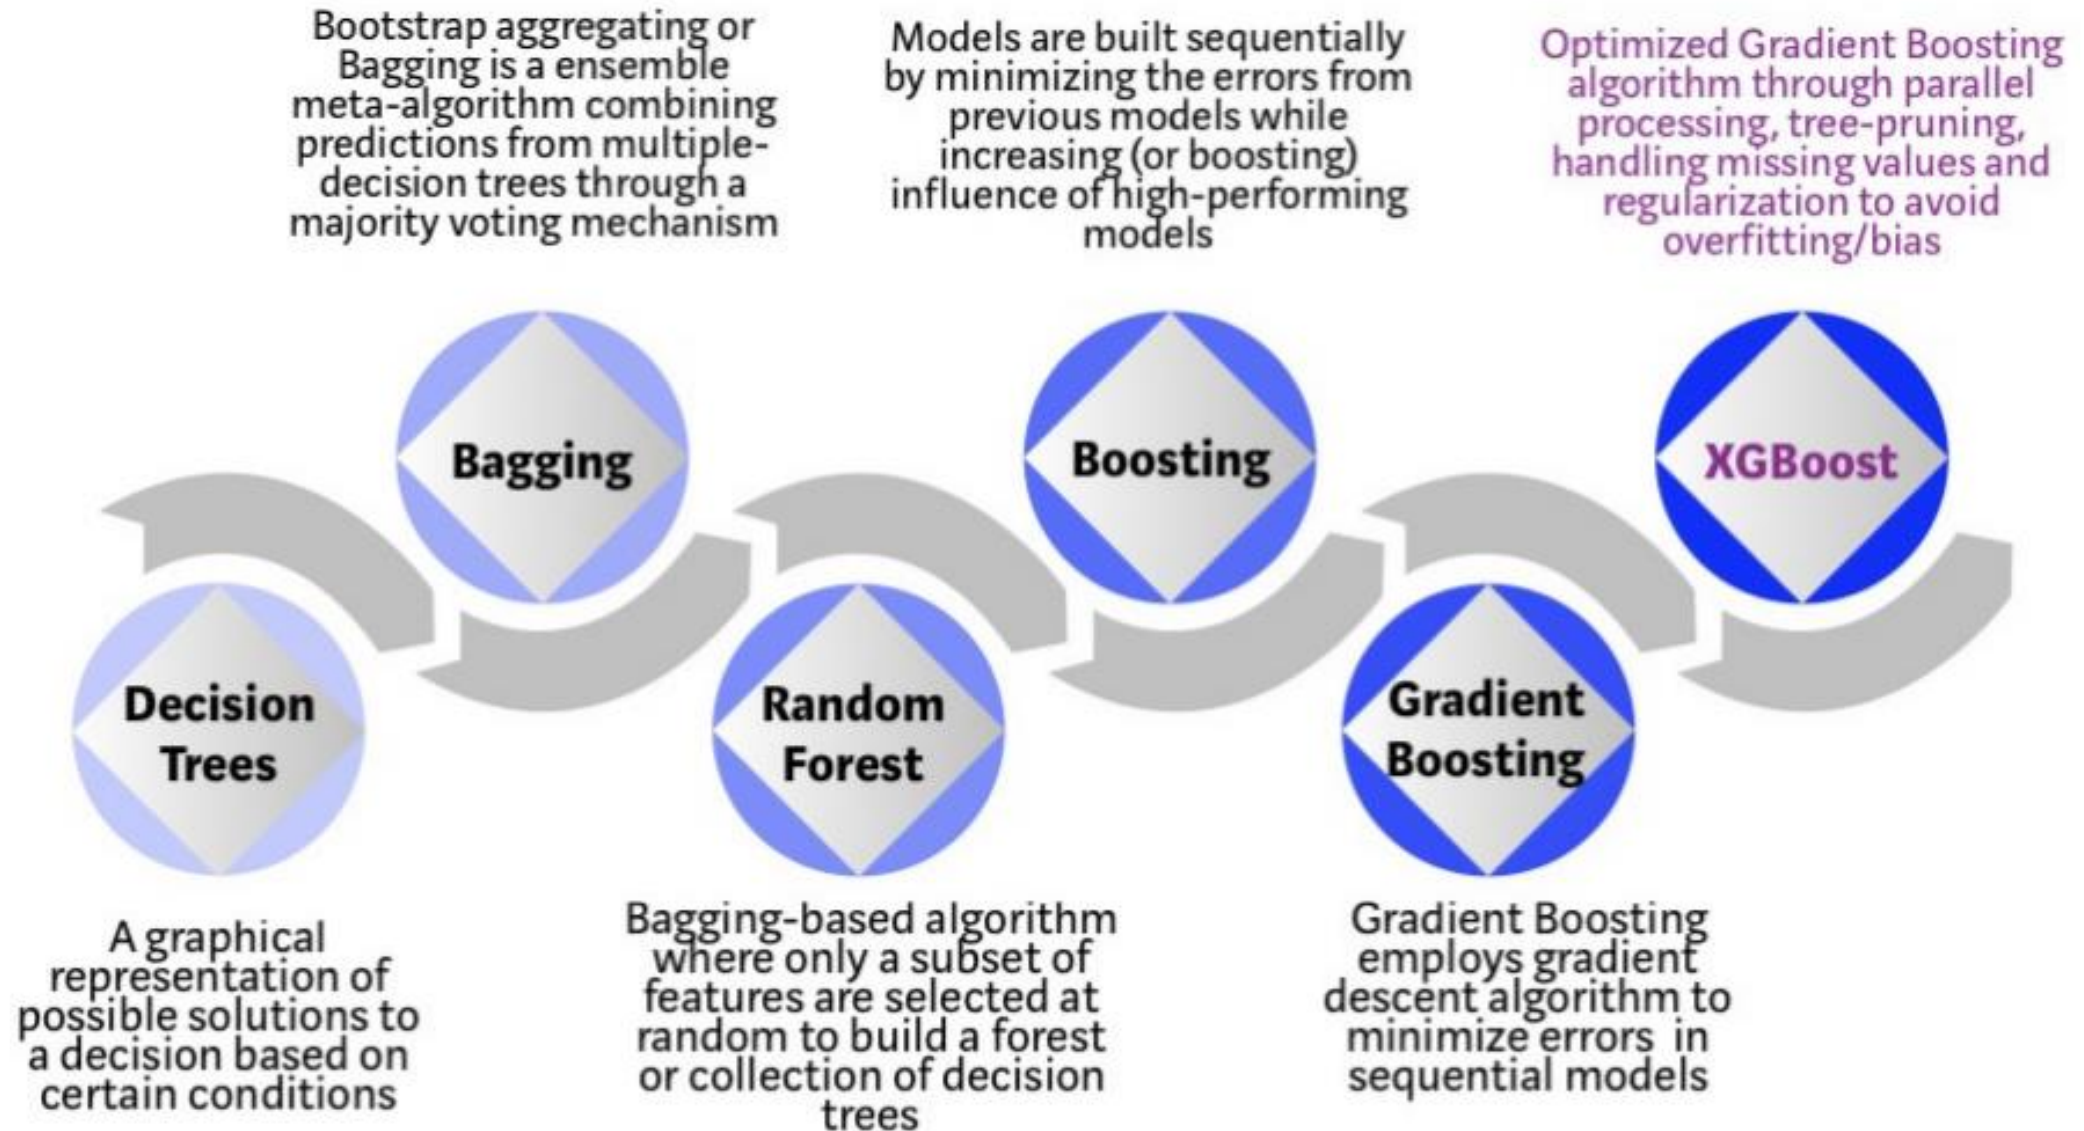 Bootstrap aggregating or
Bagging is a ensemble
meta-algorithm combining
predictions from multiple-
decision trees through a
majority voting mechanism
Models are built sequentially
by minimizing the errors from
previous models while
increasing (or boosting)
influence of high-performing
models
Optimized Gradient Boosting
algorithm through parallel
processing, tree-pruning,
handling missing values and
regularization to avoid
overfitting/bias
Bagging
Boosting
XGBoost
Decision
Trees
Random
Forest
Gradient
Boosting
A graphical
representation of
possible solutions to
a decision based on
certain conditions
Bagging-based algorithm
where only a subset of
features are selected at
random to build a forest
or collection of decision
trees
Gradient Boosting
employs gradient
descent algorithm to
minimize errors in
sequential models